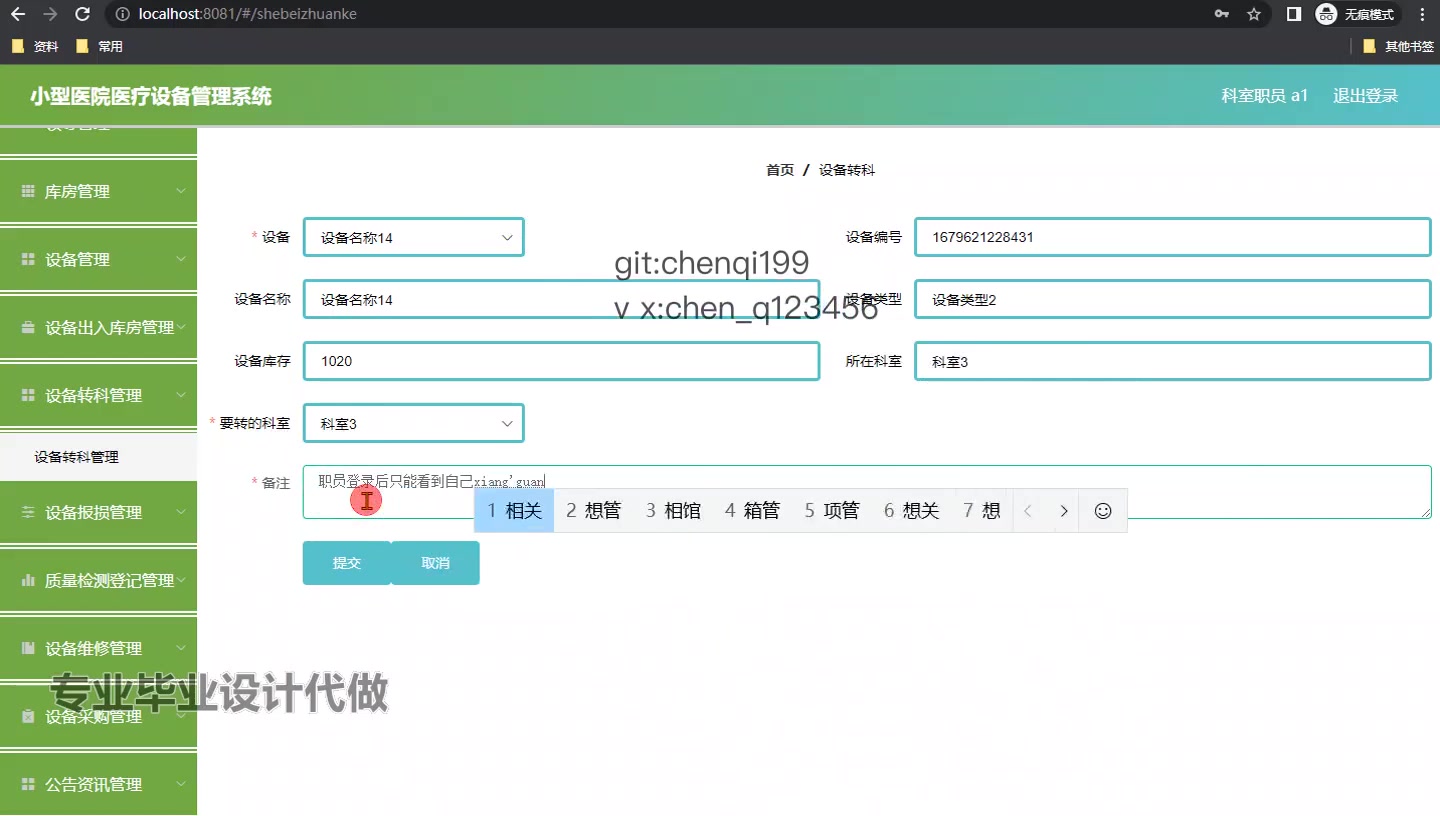 localhost:8081/#/shebeizhuanke
无痕模式
资料
常用
其他书签
小型医院医疗设备管理系统
科室职员 a1
退出登录
库房管理
设备管理
设备出入库房管理
设备转科管理
设备转科管理
设备报损管理
质量检测登记管理
设备维修管理
设备采购管理
公告资讯管理
首页 / 设备转科
* 设备
设备名称14
设备编号
1679621228431
设备名称
设备名称14
设备类型
设备类型2
设备库存
1020
所在科室
科室3
* 要转的科室
科室3
* 备注
职员登录后只能看到自己xiang'guan
1 相关 2 想管 3 相馆 4 箱管 5 项管 6 想关 7 想
提交
取消
git:chenqi199
v x:chen_q123456
专业毕业设计代做